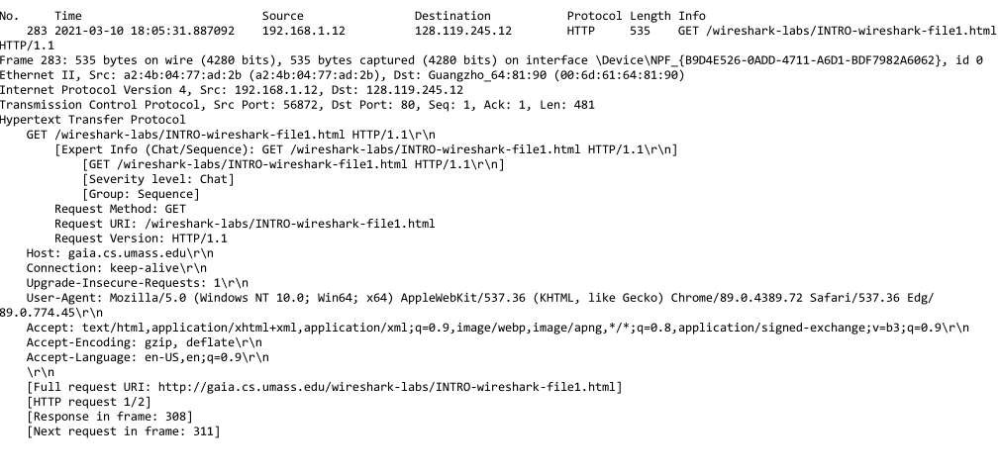 No.     Time                          Source                Destination           Protocol Length Info
    283 2021-03-10 18:05:31.887092    192.168.1.12          128.119.245.12        HTTP     535    GET /wireshark-labs/INTRO-wireshark-file1.html
HTTP/1.1
Frame 283: 535 bytes on wire (4280 bits), 535 bytes captured (4280 bits) on interface \Device\NPF_{B9D4E526-0ADD-4711-A6D1-BDF7982A6062}, id 0
Ethernet II, Src: a2:4b:04:77:ad:2b (a2:4b:04:77:ad:2b), Dst: Guangzho_64:81:90 (00:6d:61:64:81:90)
Internet Protocol Version 4, Src: 192.168.1.12, Dst: 128.119.245.12
Transmission Control Protocol, Src Port: 56872, Dst Port: 80, Seq: 1, Ack: 1, Len: 481
Hypertext Transfer Protocol
    GET /wireshark-labs/INTRO-wireshark-file1.html HTTP/1.1\r\n
        [Expert Info (Chat/Sequence): GET /wireshark-labs/INTRO-wireshark-file1.html HTTP/1.1\r\n]
            [GET /wireshark-labs/INTRO-wireshark-file1.html HTTP/1.1\r\n]
            [Severity level: Chat]
            [Group: Sequence]
        Request Method: GET
        Request URI: /wireshark-labs/INTRO-wireshark-file1.html
        Request Version: HTTP/1.1
    Host: gaia.cs.umass.edu\r\n
    Connection: keep-alive\r\n
    Upgrade-Insecure-Requests: 1\r\n
    User-Agent: Mozilla/5.0 (Windows NT 10.0; Win64; x64) AppleWebKit/537.36 (KHTML, like Gecko) Chrome/89.0.4389.72 Safari/537.36 Edg/
89.0.774.45\r\n
    Accept: text/html,application/xhtml+xml,application/xml;q=0.9,image/webp,image/apng,*/*;q=0.8,application/signed-exchange;v=b3;q=0.9\r\n
    Accept-Encoding: gzip, deflate\r\n
    Accept-Language: en-US,en;q=0.9\r\n
    \r\n
    [Full request URI: http://gaia.cs.umass.edu/wireshark-labs/INTRO-wireshark-file1.html]
    [HTTP request 1/2]
    [Response in frame: 308]
    [Next request in frame: 311]